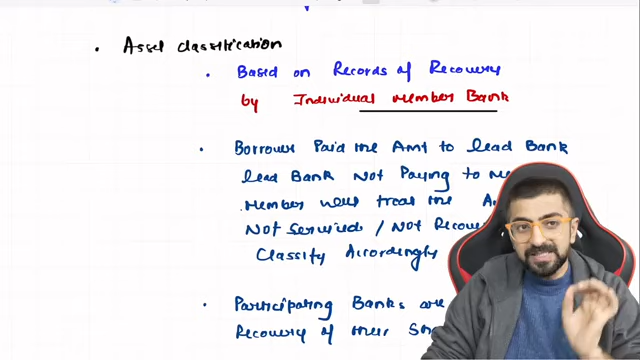 • Asset classification
• Based on Records of Recovery
by Individual member Bank
• Borrower Paid the Amt to lead Bank
lead Bank Not Paying to
member will treat the
Not Serviced / Not
Classify Accordingly
• Participating Banks are
Recovery of their